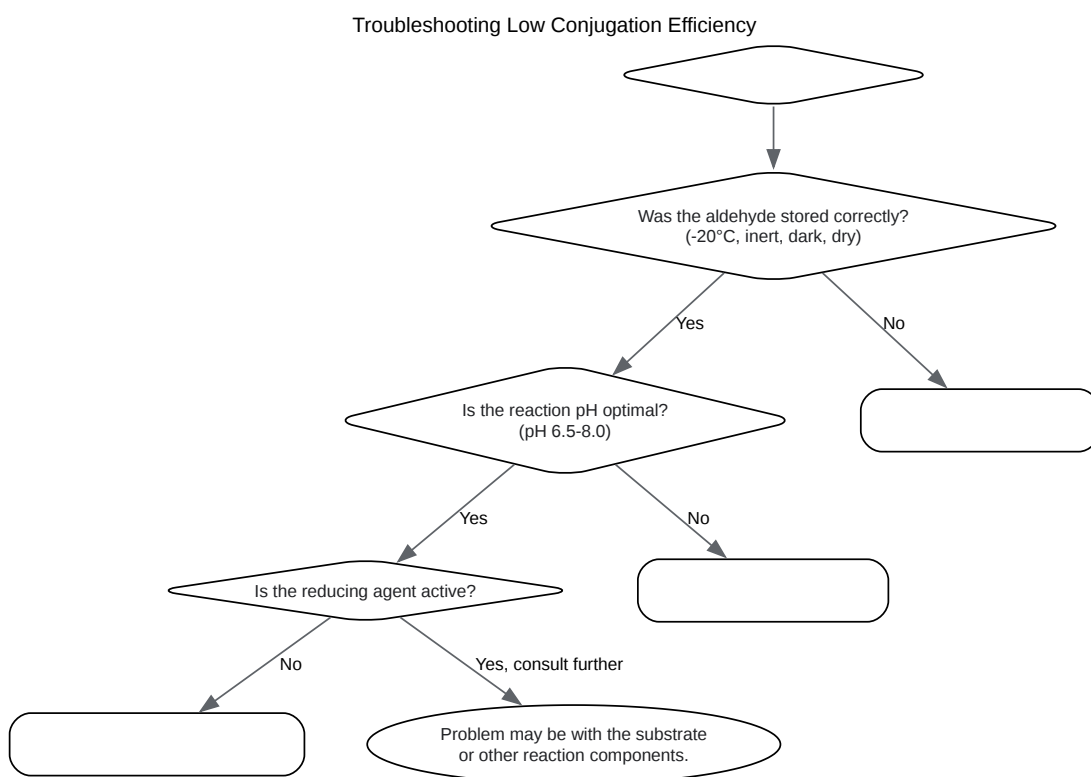 Troubleshooting Low Conjugation Efficiency
Was the aldehyde stored correctly?
(-20°C, inert, dark, dry)
Yes
No
Is the reaction pH optimal?
(pH 6.5-8.0)
Yes
No
Is the reducing agent active?
No
Yes, consult further
Problem may be with the substrate
or other reaction components.